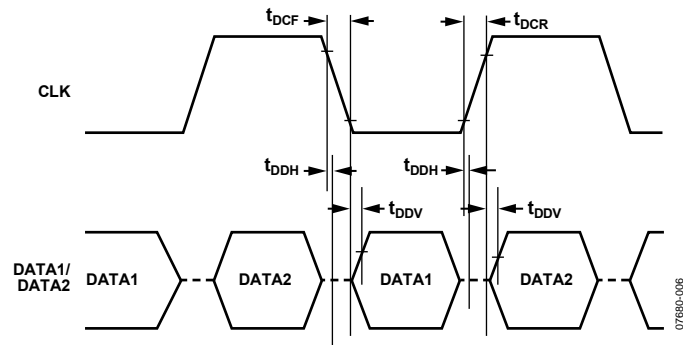 tDCF
tDCR
CLK
tDDH
tDDH
tDDV
tDDV
DATA1/
DATA2
DATA1
DATA2
DATA1
DATA2
07680-006